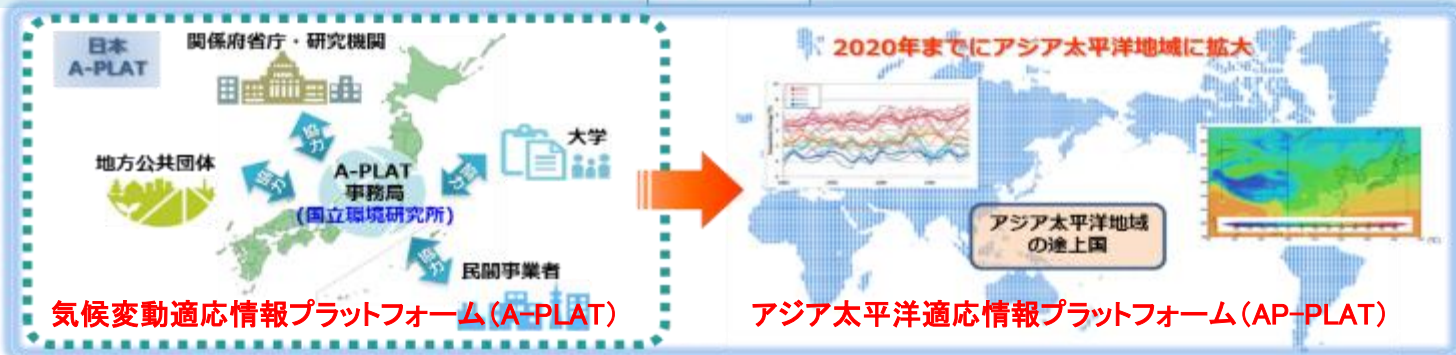 日本
A-PLAT
関係府省庁・研究機関
協力
地方公共団体
協力
A-PLAT
事務局
(国立環境研究所)
協力
大学
協力
民間事業者
気候変動適応情報プラットフォーム(A-PLAT)
2020年までにアジア太平洋地域に拡大
アジア太平洋地域
の途上国
アジア太平洋適応情報プラットフォーム(AP-PLAT)